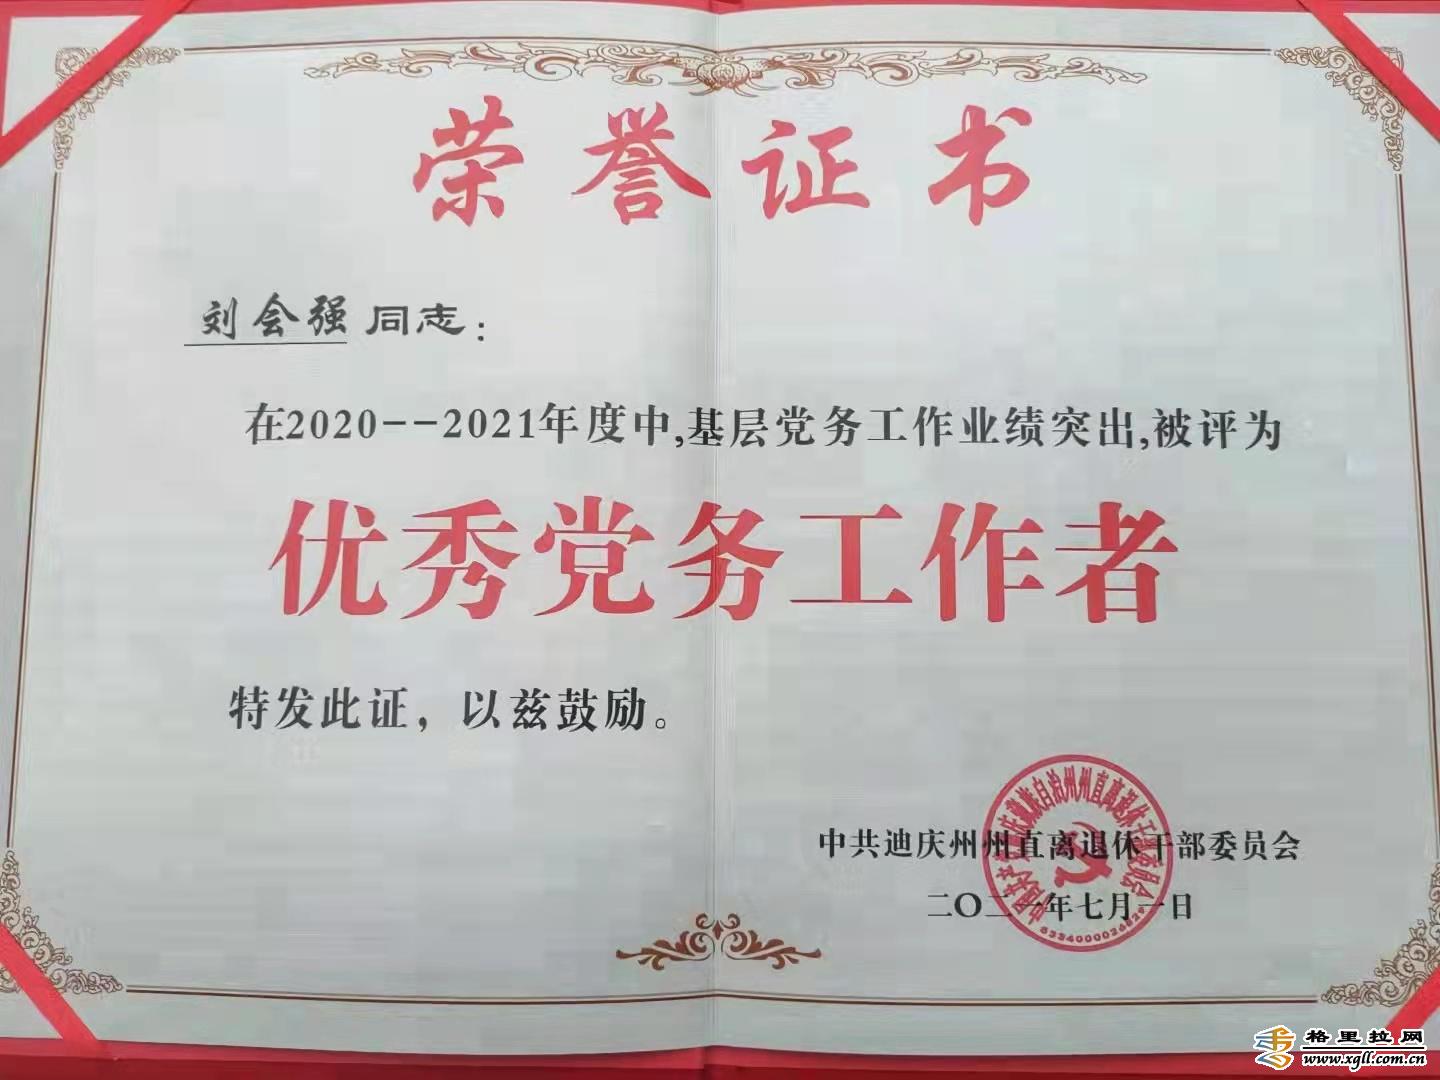 荣誉证书
刘会强同志：
在2020--2021年度中,基层党务工作业绩突出,被评为
优秀党务工作者
特发此证，以兹鼓励。
中共迪庆州州直离退休干部委员会
二〇二一年七月一日
格里拉网
www.xgll.com.cn